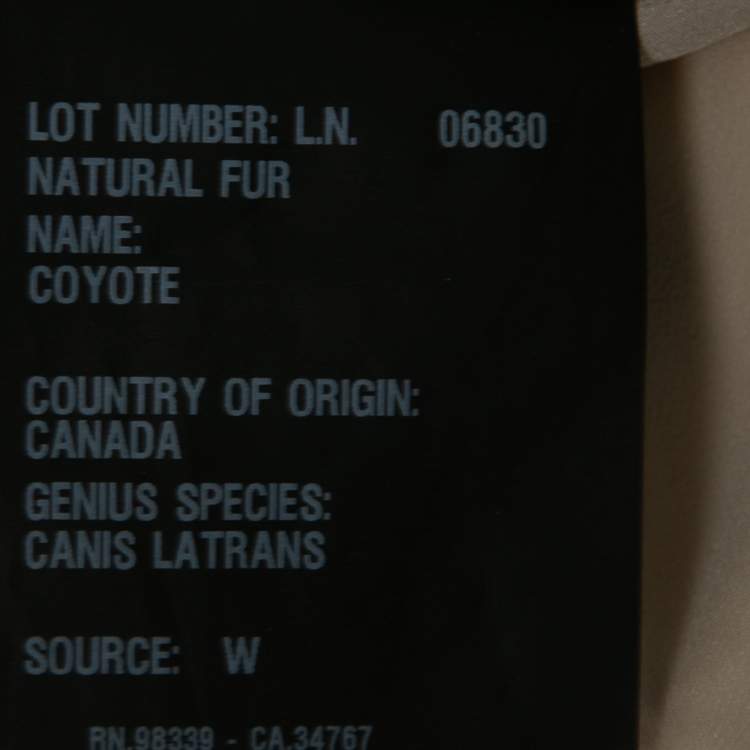 LOT NUMBER: L.N. 06830
NATURAL FUR
NAME:
COYOTE
COUNTRY OF ORIGIN:
CANADA
GENIUS SPECIES:
CANIS LATRANS
SOURCE: W
RN.98339 - CA.34767